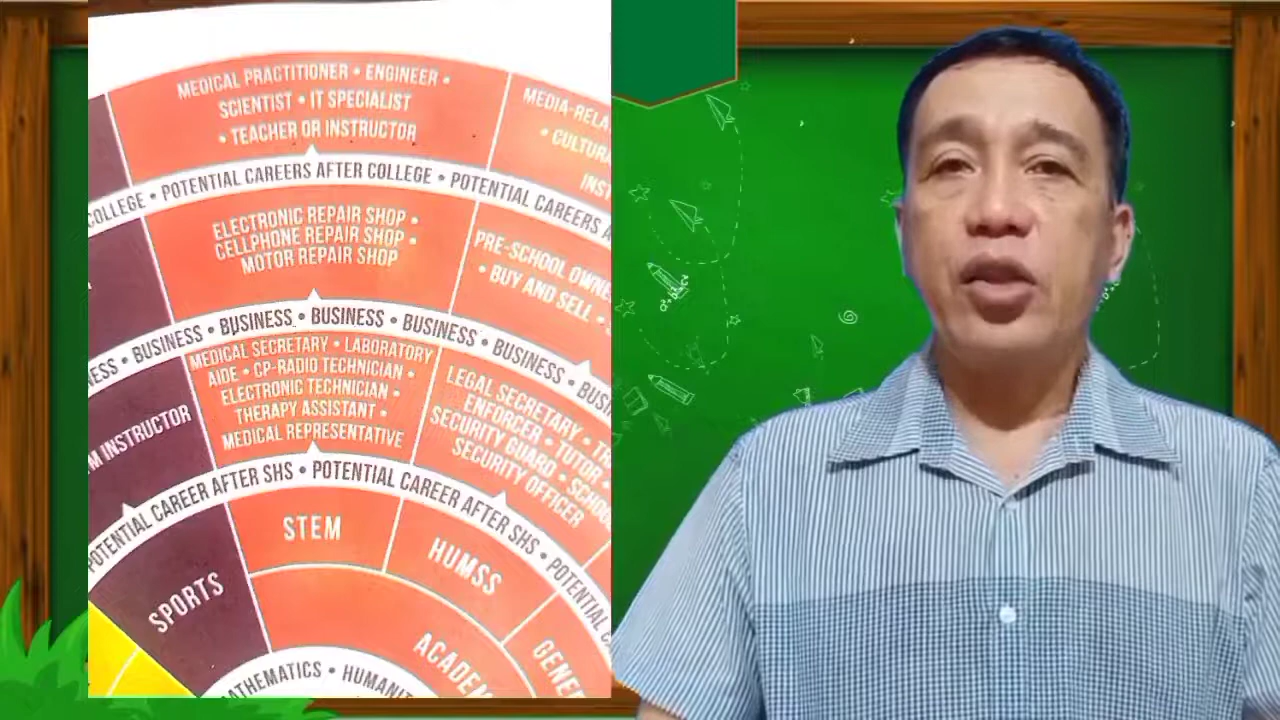 MEDICAL PRACTITIONER • ENGINEER •
SCIENTIST • IT SPECIALIST
• TEACHER OR INSTRUCTOR
MEDIA-RELA
• CULTURA
INST
COLLEGE • POTENTIAL CAREERS AFTER COLLEGE • POTENTIAL CAREERS A
ELECTRONIC REPAIR SHOP •
CELLPHONE REPAIR SHOP •
MOTOR REPAIR SHOP
PRE-SCHOOL OWNE
• BUY AND SELL •
NESS • BUSINESS • BUSINESS • BUSINESS • BUSINESS • BUSINESS • BUSI
MEDICAL SECRETARY • LABORATORY
AIDE • CP-RADIO TECHNICIAN •
ELECTRONIC TECHNICIAN •
THERAPY ASSISTANT •
MEDICAL REPRESENTATIVE
LEGAL SECRETARY • TR
ENFORCER • TUTOR •
SECURITY GUARD • SCHOO
SECURITY OFFICER
M INSTRUCTOR
POTENTIAL CAREER AFTER SHS • POTENTIAL CAREER AFTER SHS • POTENTIAL C
STEM
HUMSS
SPORTS
GENE
ACADEM
MATHEMATICS • HUMANIT